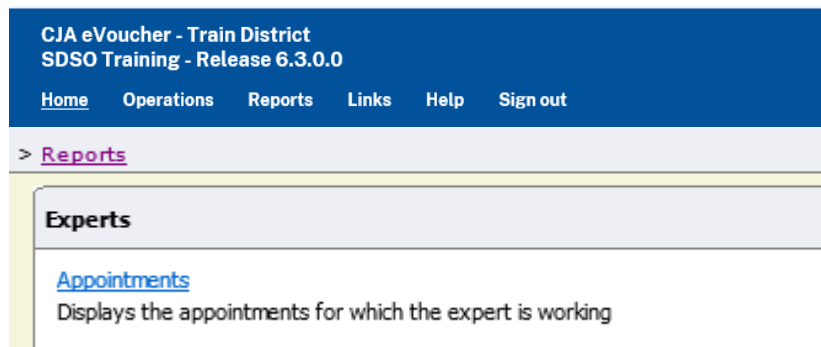 CJA eVoucher - Train District
SDSO Training - Release 6.3.0.0
Home Operations Reports Links Help Sign out
> Reports
Experts
Appointments
Displays the appointments for which the expert is working